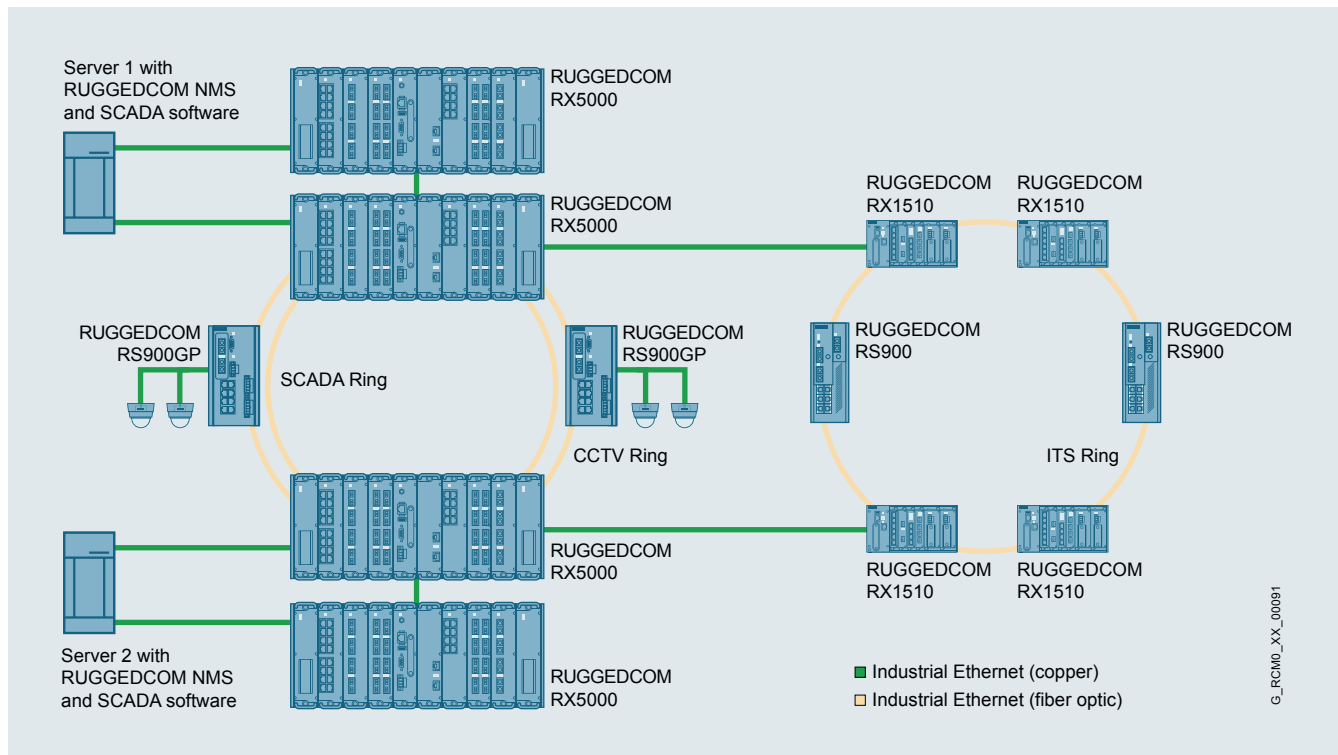 Server 1 with
RUGGEDCOM NMS
and SCADA software
RUGGEDCOM
RX5000
RUGGEDCOM
RX5000
RUGGEDCOM
RX1510
RUGGEDCOM
RX1510
RUGGEDCOM
RS900GP
SCADA Ring
RUGGEDCOM
RS900GP
CCTV Ring
RUGGEDCOM
RS900
RUGGEDCOM
RS900
ITS Ring
RUGGEDCOM
RX5000
RUGGEDCOM
RX1510
RUGGEDCOM
RX1510
Server 2 with
RUGGEDCOM NMS
and SCADA software
RUGGEDCOM
RX5000
Industrial Ethernet (copper)
Industrial Ethernet (fiber optic)
G_RCM0_XX_00091